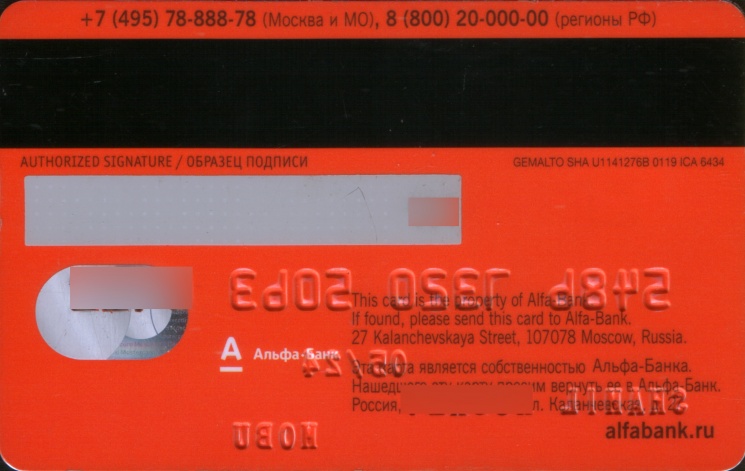 +7 (495) 78-888-78 (Москва и МО), 8 (800) 20-000-00 (регионы РФ)
AUTHORIZED SIGNATURE / ОБРАЗЕЦ ПОДПИСИ
GEMALTO SHA U1141276B 0119 ICA 6434
This card is the property of Alfa-Bank.
If found, please send this card to Alfa-Bank.
27 Kalanchevskaya Street, 107078 Moscow, Russia.
А Альфа-Банк
Эта карта является собственностью Альфа-Банка.
Нашедшего эту карту просим вернуть ее в Альфа-Банк.
Россия, л. Каланчевская, д. 27
alfabank.ru